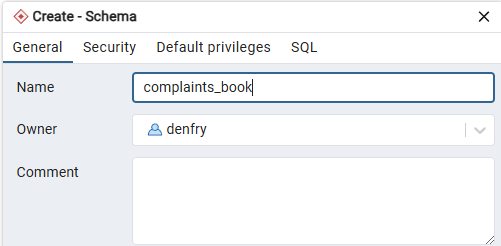 Create - Schema
General Security Default privileges SQL
Name complaints_book
Owner denfry
Comment